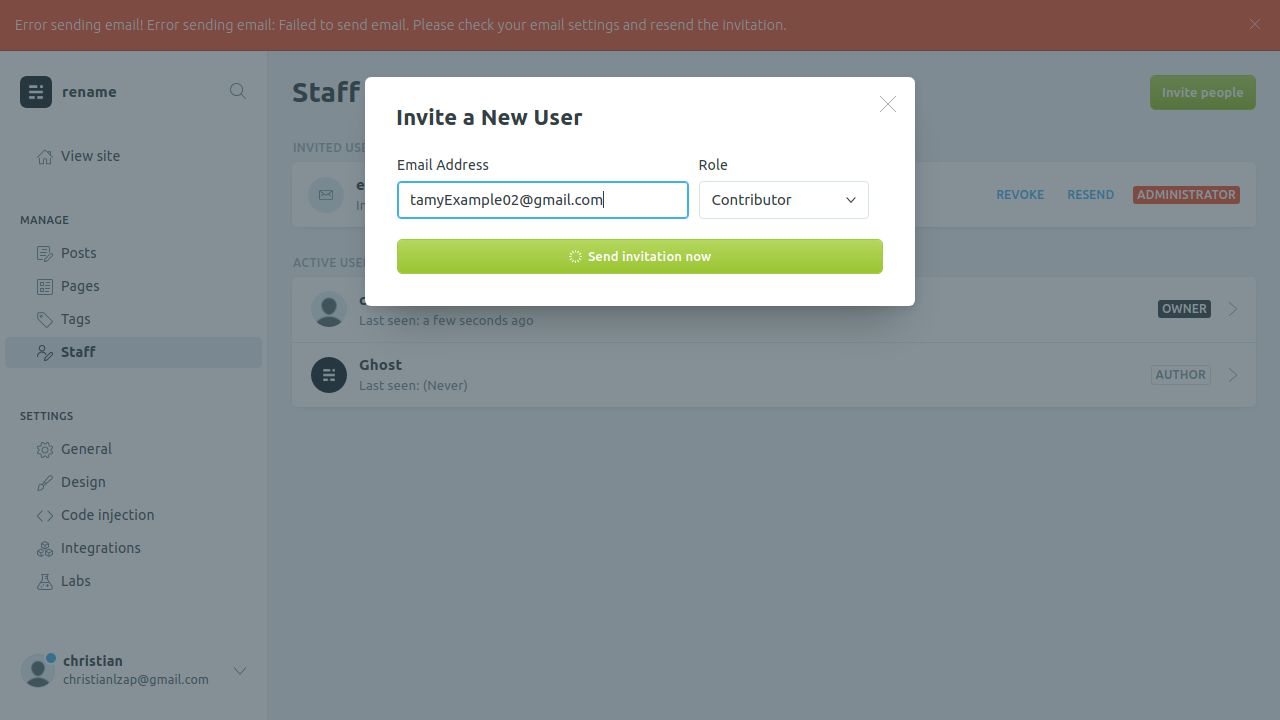 Error sending email! Error sending email: Failed to send email. Please check your email settings and resend the invitation.
rename
View site
MANAGE
Posts
Pages
Tags
Staff
SETTINGS
General
Design
Code injection
Integrations
Labs
christian
christianlzap@gmail.com
Staff
Invite people
INVITED
REVOKE
RESEND
ADMINISTRATOR
ACTIVE
Last seen: a few seconds ago
OWNER
Ghost
Last seen: (Never)
AUTHOR
Invite a New User
Email Address
Role
tamyExample02@gmail.com
Contributor
Send invitation now